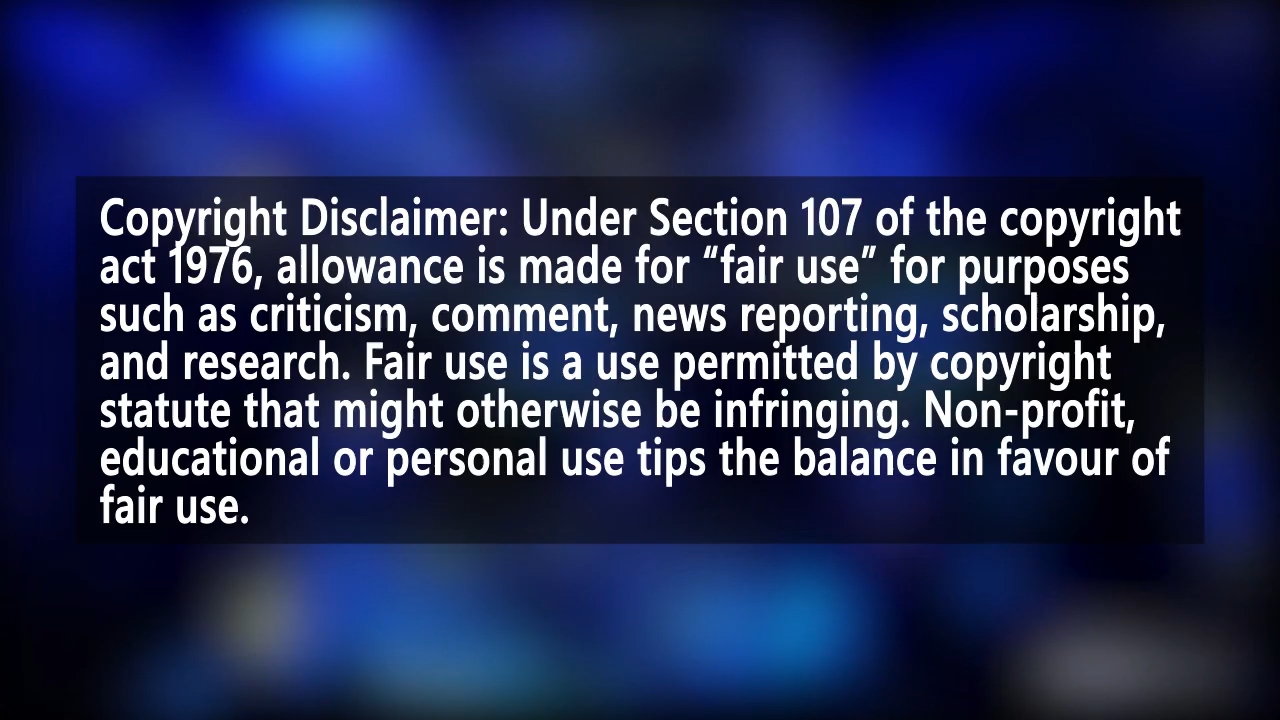 Copyright Disclaimer: Under Section 107 of the copyright
act 1976, allowance is made for “fair use” for purposes
such as criticism, comment, news reporting, scholarship,
and research. Fair use is a use permitted by copyright
statute that might otherwise be infringing. Non-profit,
educational or personal use tips the balance in favour of
fair use.